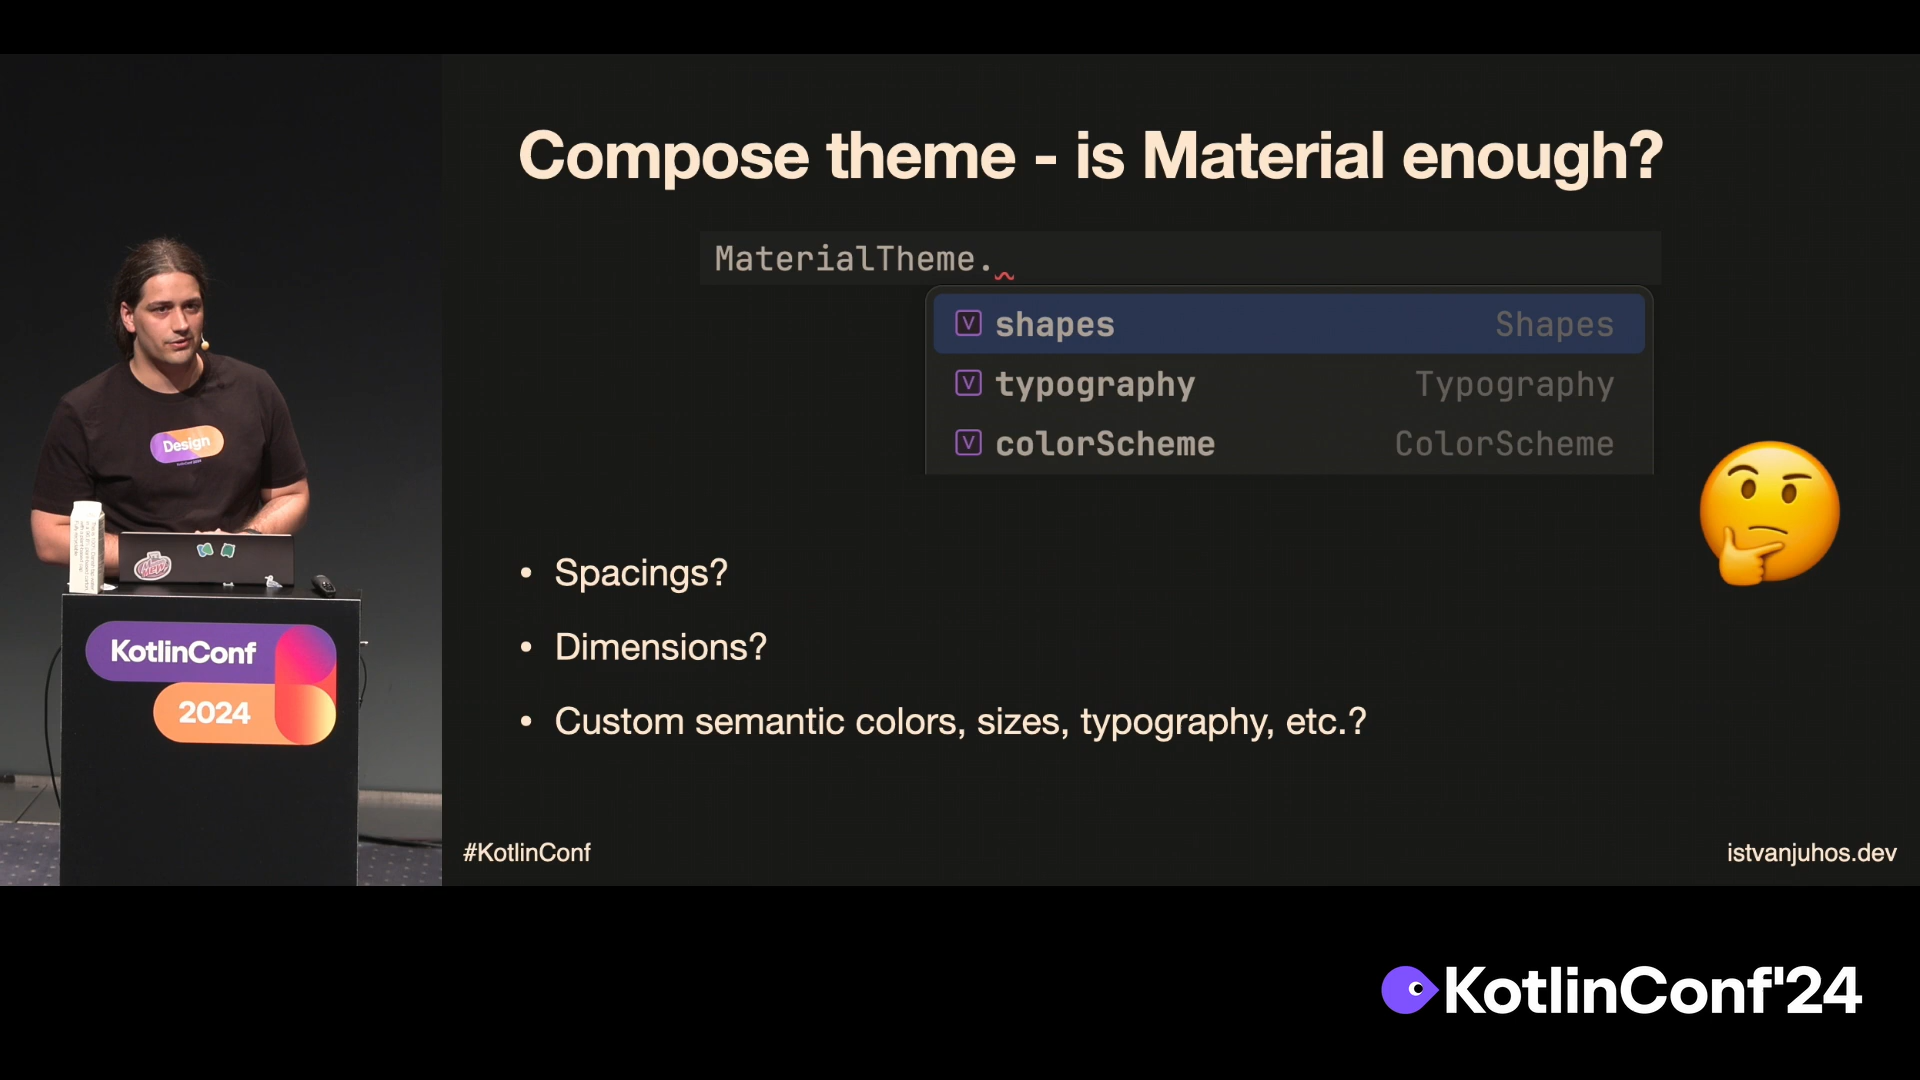 Compose theme - is Material enough?
MaterialTheme.
shapes Shapes
typography Typography
colorScheme ColorScheme
• Spacings?
• Dimensions?
• Custom semantic colors, sizes, typography, etc.?
#KotlinConf
istvanjuhos.dev
Design
KotlinConf
2024
KotlinConf'24